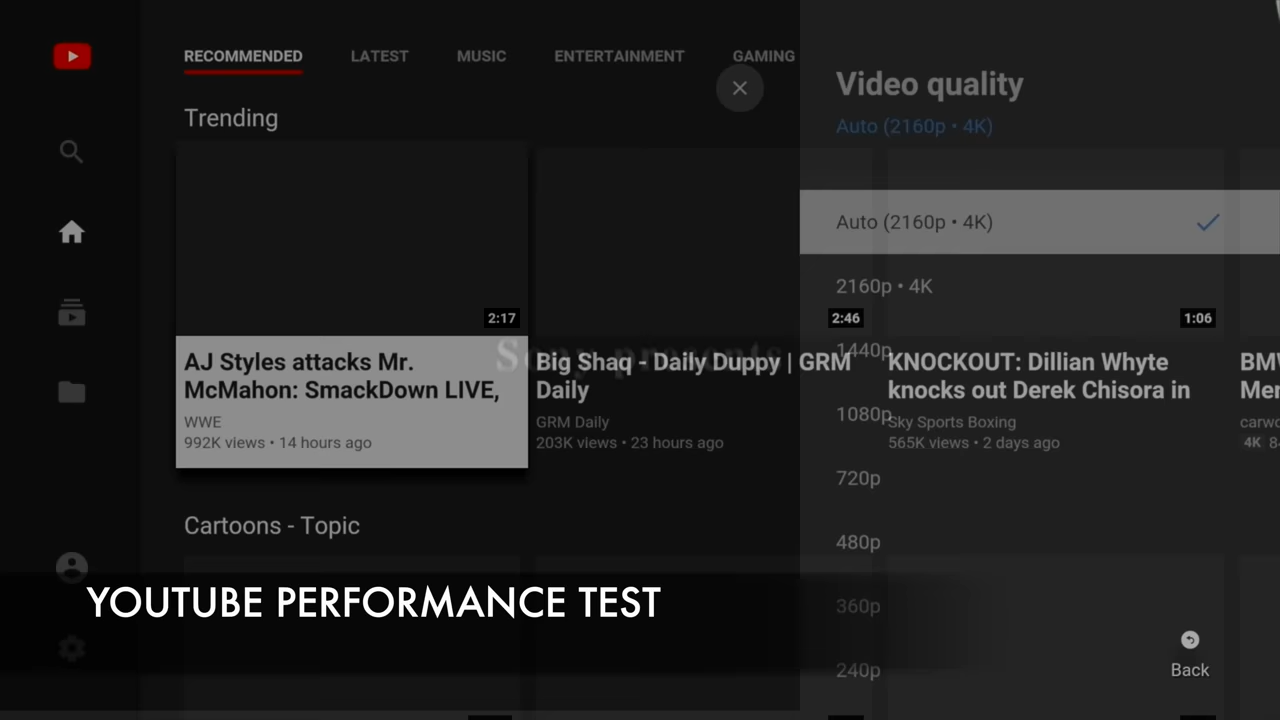 RECOMMENDED LATEST MUSIC ENTERTAINMENT GAMING
Trending
2:17
AJ Styles attacks Mr.
McMahon: SmackDown LIVE,
WWE
992K views • 14 hours ago
2:46
Big Shaq - Daily Duppy | GRM
Daily
GRM Daily
203K views • 23 hours ago
1:06
KNOCKOUT: Dillian Whyte
knocks out Derek Chisora in
Sky Sports Boxing
565K views • 2 days ago
4K
Sony presents
Cartoons - Topic
Video quality
Auto (2160p • 4K)
Auto (2160p • 4K)
2160p • 4K
1440p
1080p
720p
480p
360p
240p
Back
YOUTUBE PERFORMANCE TEST